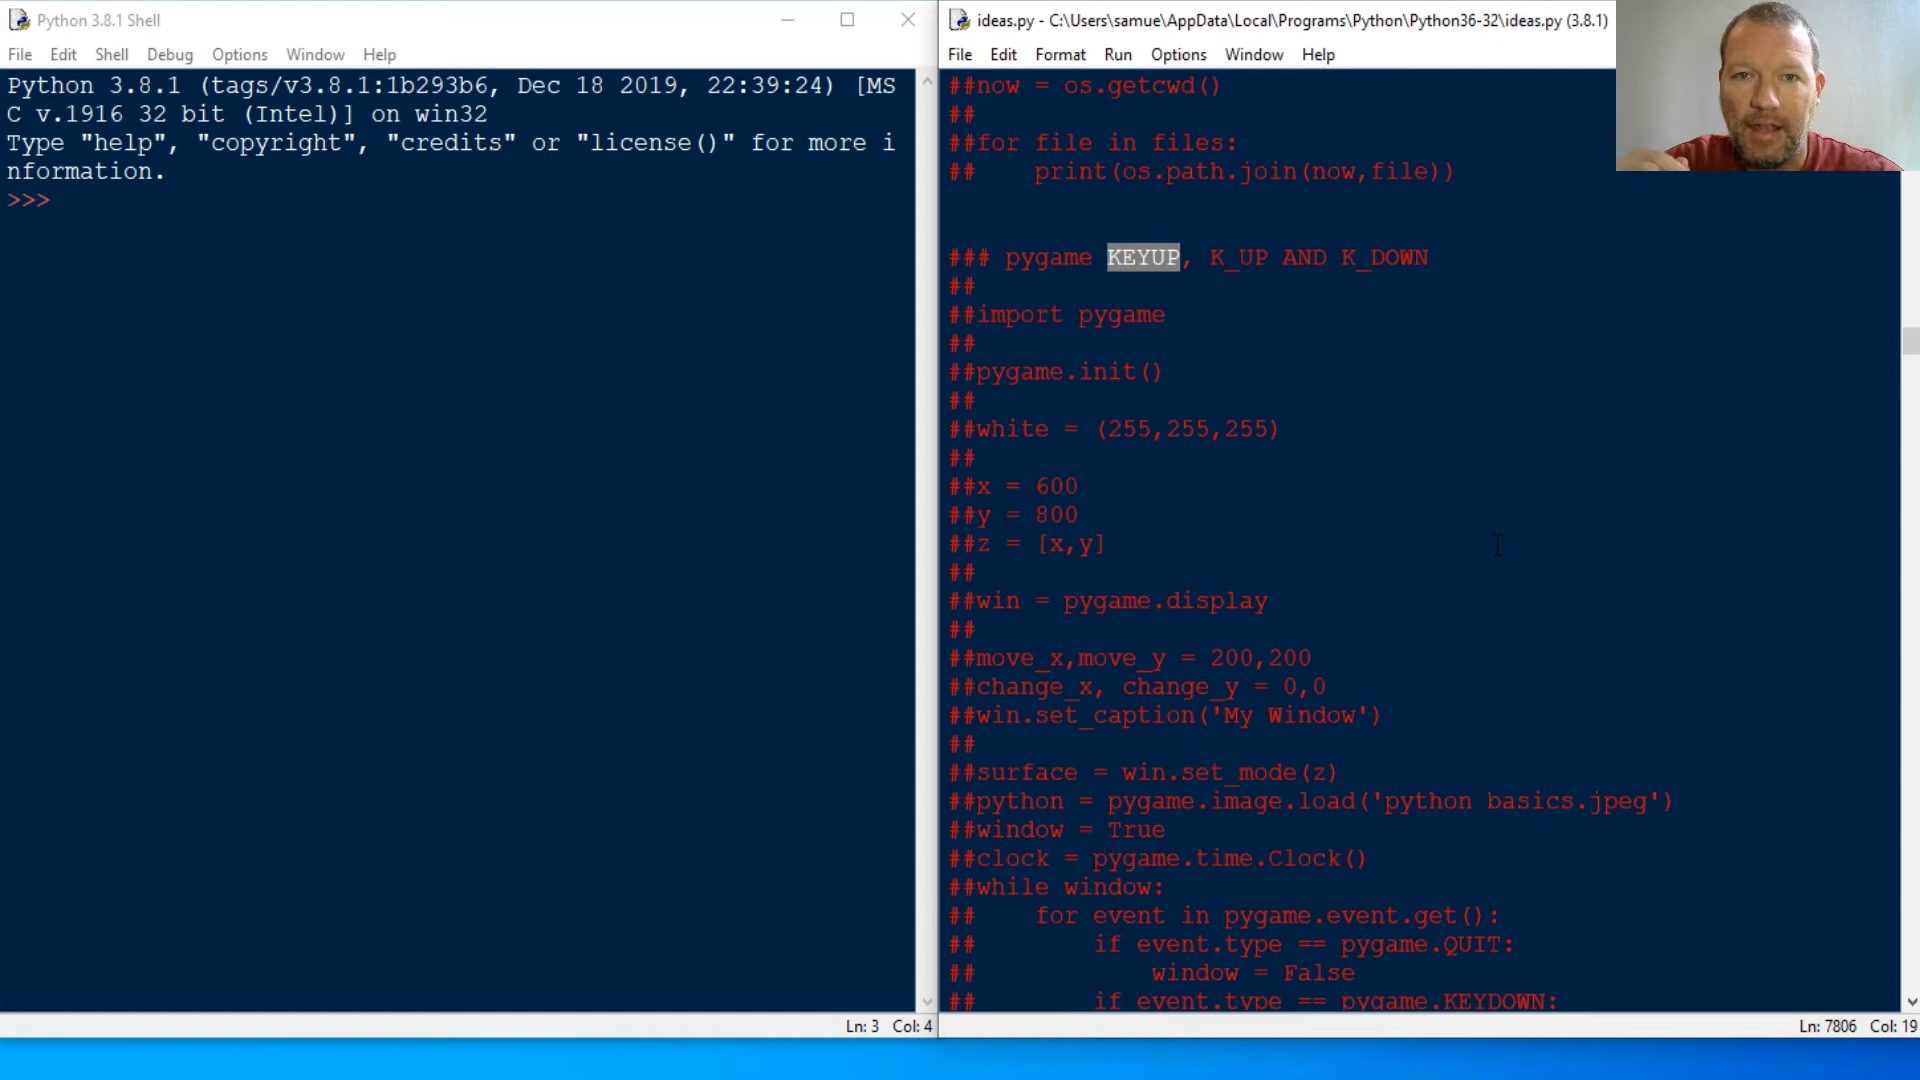 Python 3.8.1 Shell
File Edit Shell Debug Options Window Help
Python 3.8.1 (tags/v3.8.1:1b293b6, Dec 18 2019, 22:39:24) [MS
C v.1916 32 bit (Intel)] on win32
Type "help", "copyright", "credits" or "license()" for more i
nformation.
>>>
Ln: 3 Col: 4
ideas.py - C:\Users\samue\AppData\Local\Programs\Python\Python36-32\ideas.py (3.8.1)
File Edit Format Run Options Window Help
##now = os.getcwd()
##
##for file in files:
##    print(os.path.join(now,file))
### pygame KEYUP, K_UP AND K_DOWN
##
##import pygame
##
##pygame.init()
##
##white = (255,255,255)
##
##x = 600
##y = 800
##z = [x,y]
##
##win = pygame.display
##
##move_x,move_y = 200,200
##change_x, change_y = 0,0
##win.set_caption('My Window')
##
##surface = win.set_mode(z)
##python = pygame.image.load('python basics.jpeg')
##window = True
##clock = pygame.time.Clock()
##while window:
##    for event in pygame.event.get():
##        if event.type == pygame.QUIT:
##            window = False
##        if event.type == pygame.KEYDOWN:
Ln: 7806 Col: 19